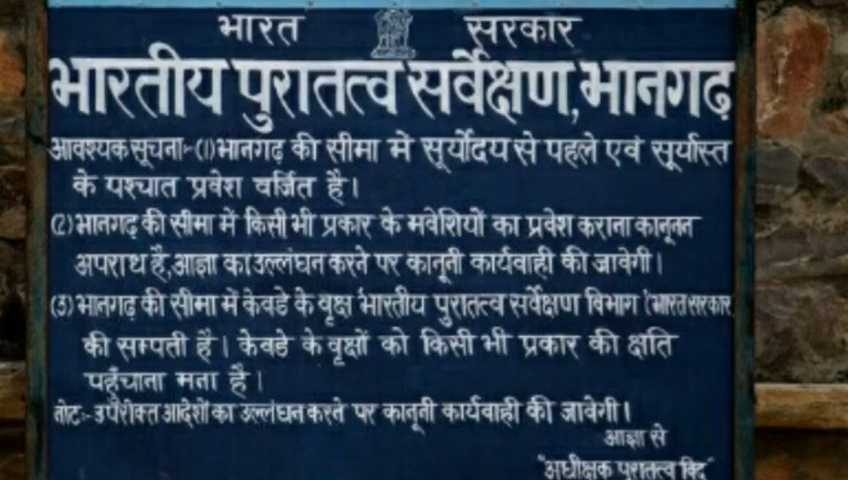 भारत सरकार
भारतीय पुरातत्व सर्वेक्षण,भानगढ़
आवश्यक सूचना:-(1)भानगढ़ की सीमा में सूर्योदय से पहले एवं सूर्यास्त
के पश्चात प्रवेश वर्जित है।
(2)भानगढ़ की सीमा में किसी भी प्रकार के मवेशियों का प्रवेश कराना कानूनन
अपराध है,आज्ञा का उल्लंघन करने पर कानूनी कार्यवाही की जावेगी।
(3)भानगढ़ की सीमा में केवडे के वृक्ष भारतीय पुरातत्व सर्वेक्षण विभाग (भारत सरकार)
की सम्पती है। केवडे के वृक्षों को किसी भी प्रकार की क्षति
पहुँचाना मना है।
नोट:- उपरोक्त आदेशों का उल्लंघन करने पर कानूनी कार्यवाही की जावेगी।
आज्ञा से
"अधीक्षक पुरातत्व विद"